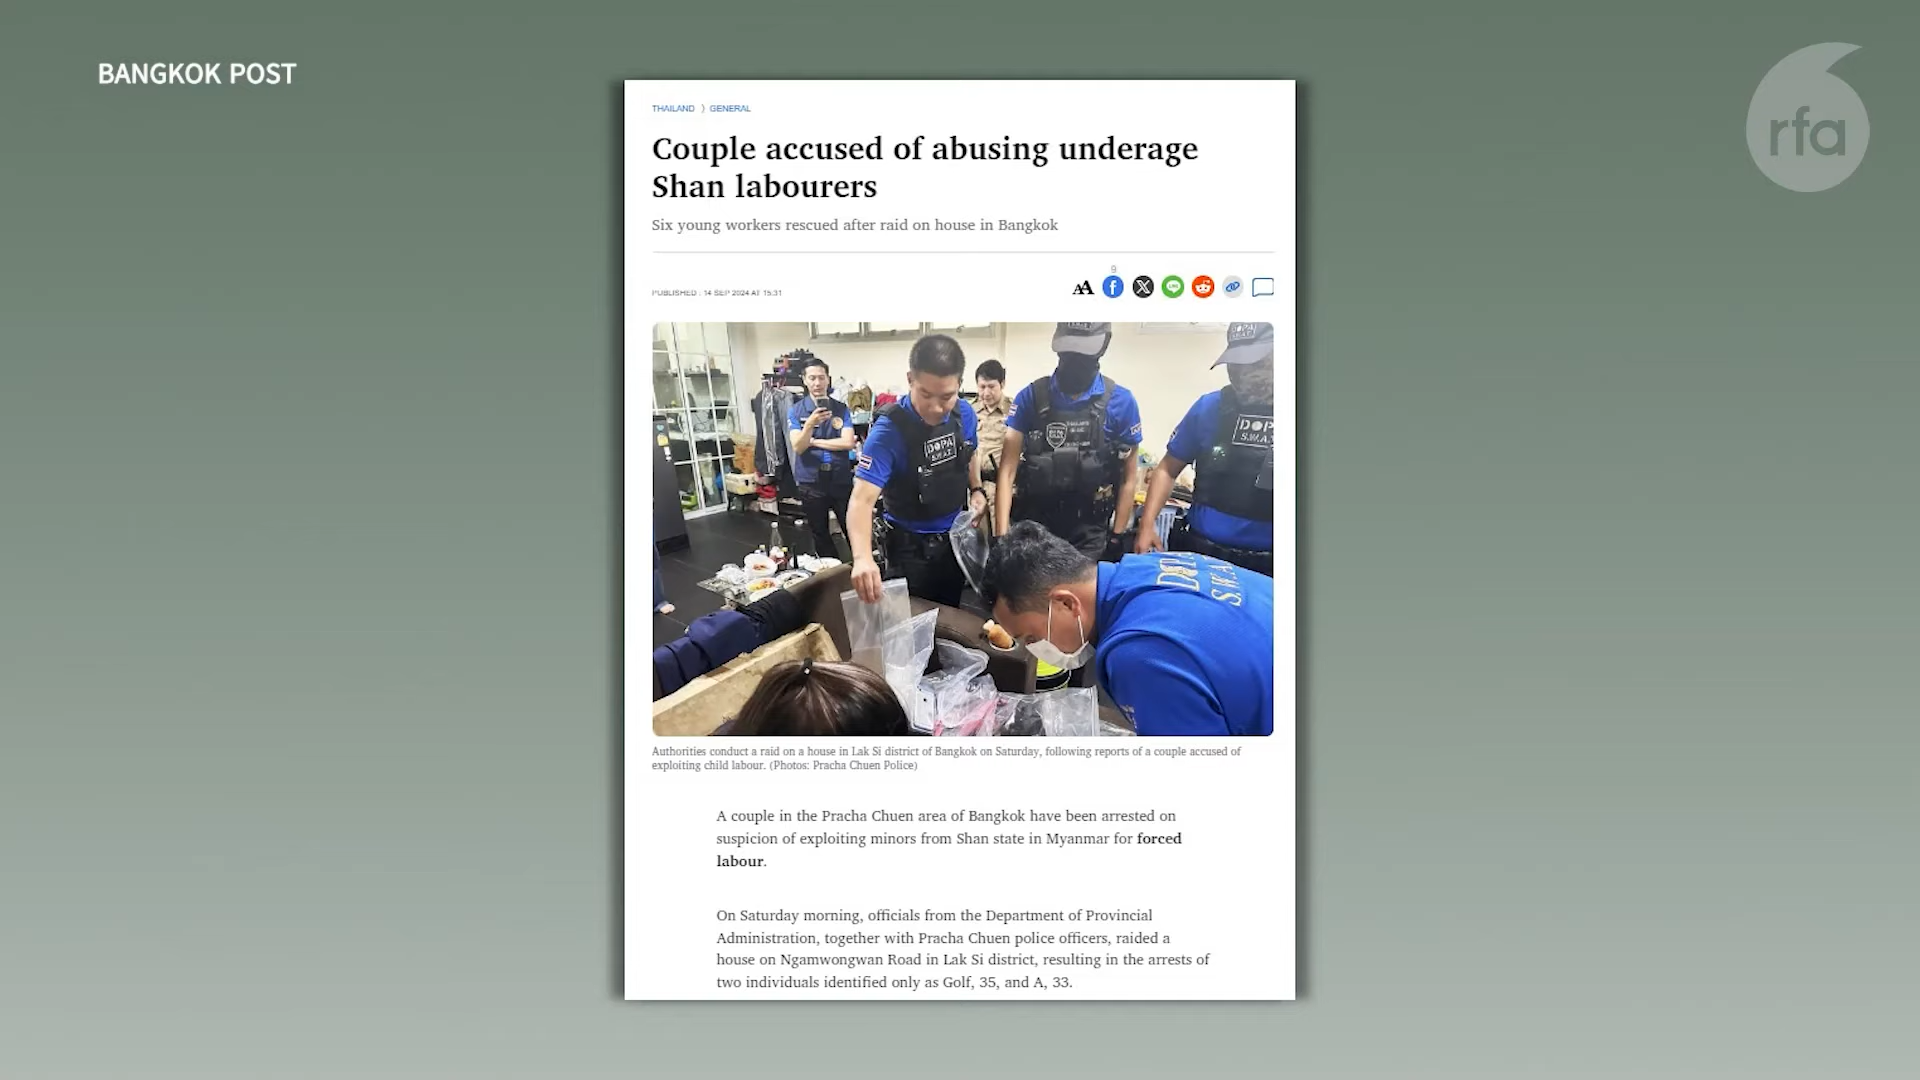 BANGKOK POST
rfa
THAILAND 〉 GENERAL
Couple accused of abusing underage
Shan labourers
Six young workers rescued after raid on house in Bangkok
9
PUBLISHED : 14 SEP 2024 AT 15:31
AA
DOPA
S.W.A.T.
DOPA
S.W.A.T.
DOPA
S.W.A.
Authorities conduct a raid on a house in Lak Si district of Bangkok on Saturday, following reports of a couple accused of
exploiting child labour. (Photos: Pracha Chuen Police)
A couple in the Pracha Chuen area of Bangkok have been arrested on
suspicion of exploiting minors from Shan state in Myanmar for forced
labour.
On Saturday morning, officials from the Department of Provincial
Administration, together with Pracha Chuen police officers, raided a
house on Ngamwongwan Road in Lak Si district, resulting in the arrests of
two individuals identified only as Golf, 35, and A, 33.